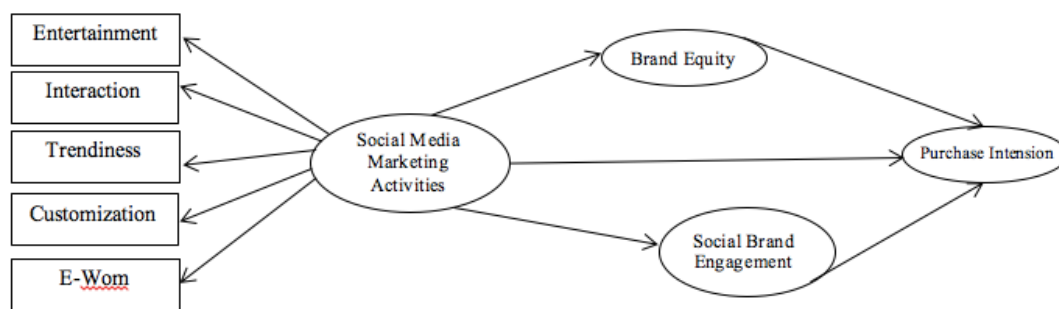 Entertainment
Interaction
Trendiness
Customization
E-Wom
Social Media
Marketing
Activities
Brand Equity
Social Brand
Engagement
Purchase Intension